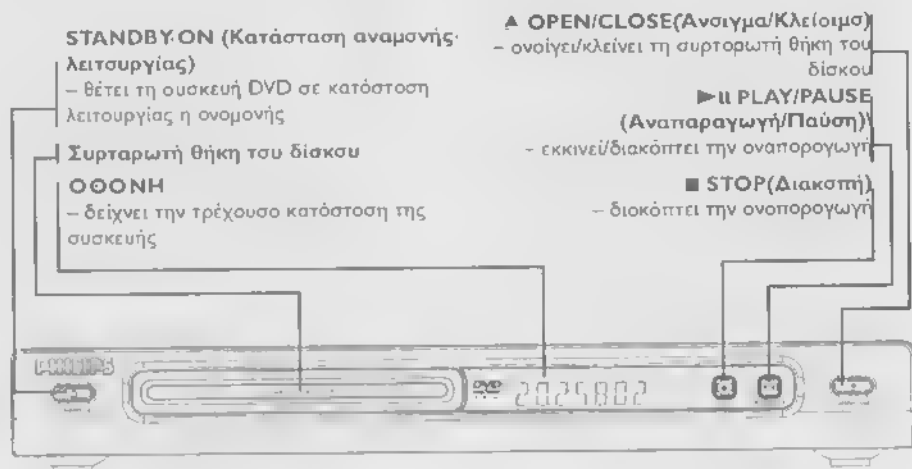 STANDBY·ON (Κατάσταση αναμονής·
λειτουργίας)
– θέτει τη συσκευή DVD σε κατάσταση
λειτουργίας η αναμονής
Συρταρωτή θήκη του δίσκου
ΟΘΟΝΗ
– δείχνει την τρέχουσα κατάσταση της
συσκευής
▲ OPEN/CLOSE(Άνοιγμα/Κλείσιμο)
– ανοίγει/κλείνει τη συρταρωτή θήκη του
δίσκου
►II PLAY/PAUSE
(Αναπαραγωγή/Παύση)
– εκκινεί/διακόπτει την αναπαραγωγή
■ STOP(Διακοπή)
– διακόπτει την αναπαραγωγή
PHILIPS
DVD
2025802